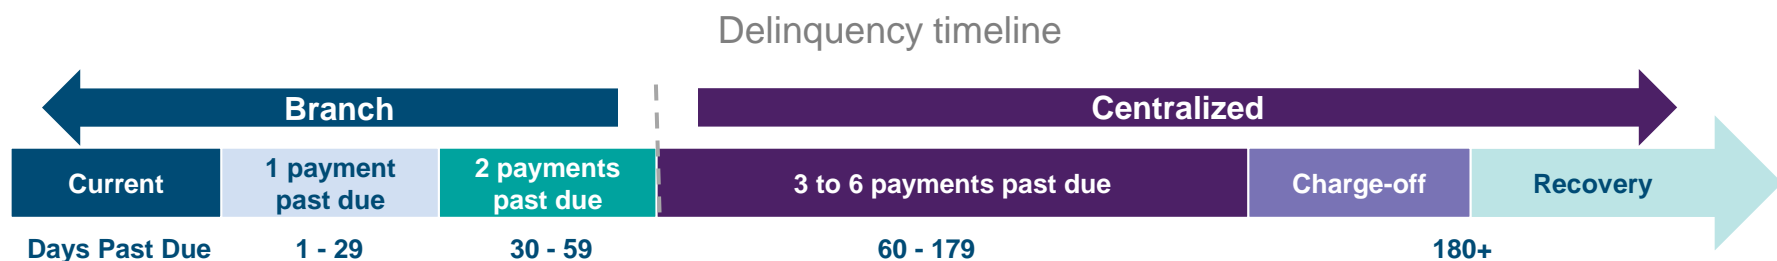 Delinquency timeline
Branch
Centralized
Current
1 payment
past due
2 payments
past due
3 to 6 payments past due
Charge-off
Recovery
Days Past Due
1 - 29
30 - 59
60 - 179
180+